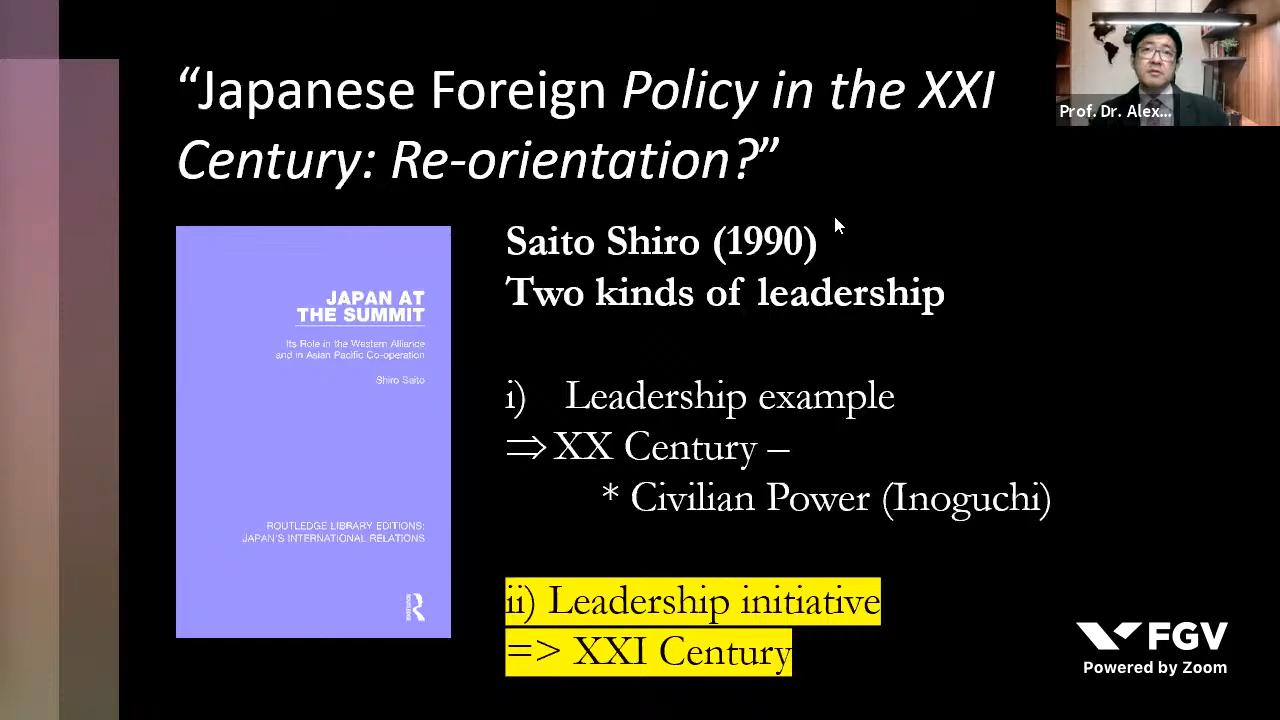 “Japanese Foreign Policy in the XXI
Century: Re-orientation?”
Prof. Dr. Alex...
JAPAN AT
THE SUMMIT
Its Role in the Western Alliance
and in Asian Pacific Co-operation
Shiro Saito
ROUTLEDGE LIBRARY EDITIONS:
JAPAN'S INTERNATIONAL RELATIONS
Saito Shiro (1990)
Two kinds of leadership
i) Leadership example
⇒ XX Century –
* Civilian Power (Inoguchi)
ii) Leadership initiative
=> XXI Century
FGV
Powered by Zoom